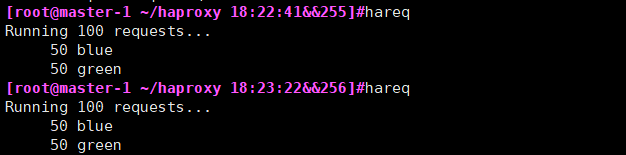 [root@master-1 ~/haproxy 18:22:41&&255]#hareq
Running 100 requests...
     50 blue
     50 green
[root@master-1 ~/haproxy 18:23:22&&256]#hareq
Running 100 requests...
     50 blue
     50 green